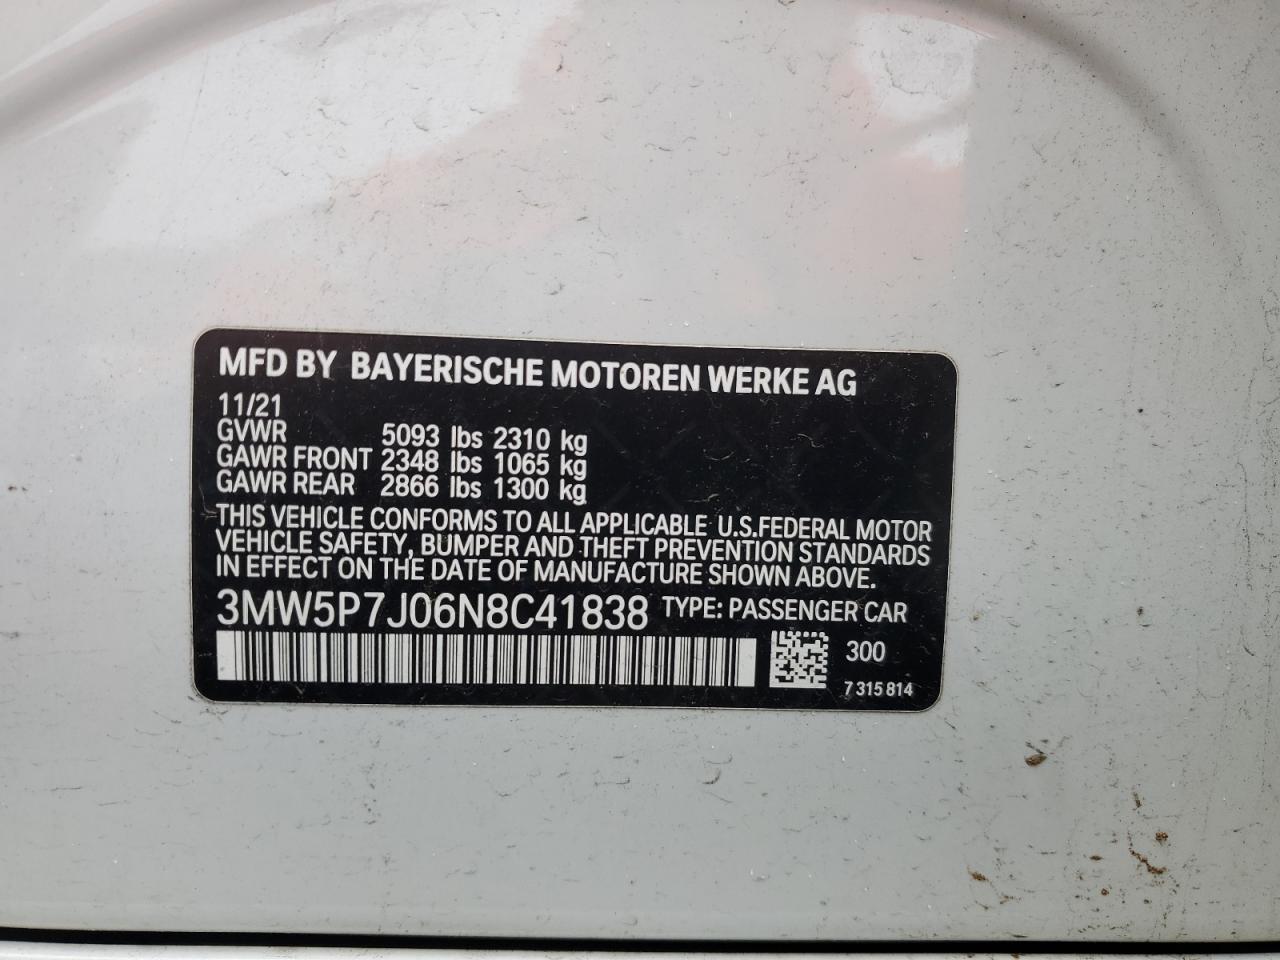 MFD BY BAYERISCHE MOTOREN WERKE AG
11/21
GVWR 5093 lbs 2310 kg
GAWR FRONT 2348 lbs 1065 kg
GAWR REAR 2866 lbs 1300 kg
THIS VEHICLE CONFORMS TO ALL APPLICABLE U.S.FEDERAL MOTOR
VEHICLE SAFETY, BUMPER AND THEFT PREVENTION STANDARDS
IN EFFECT ON THE DATE OF MANUFACTURE SHOWN ABOVE.
3MW5P7J06N8C41838 TYPE: PASSENGER CAR
300
7 315 814